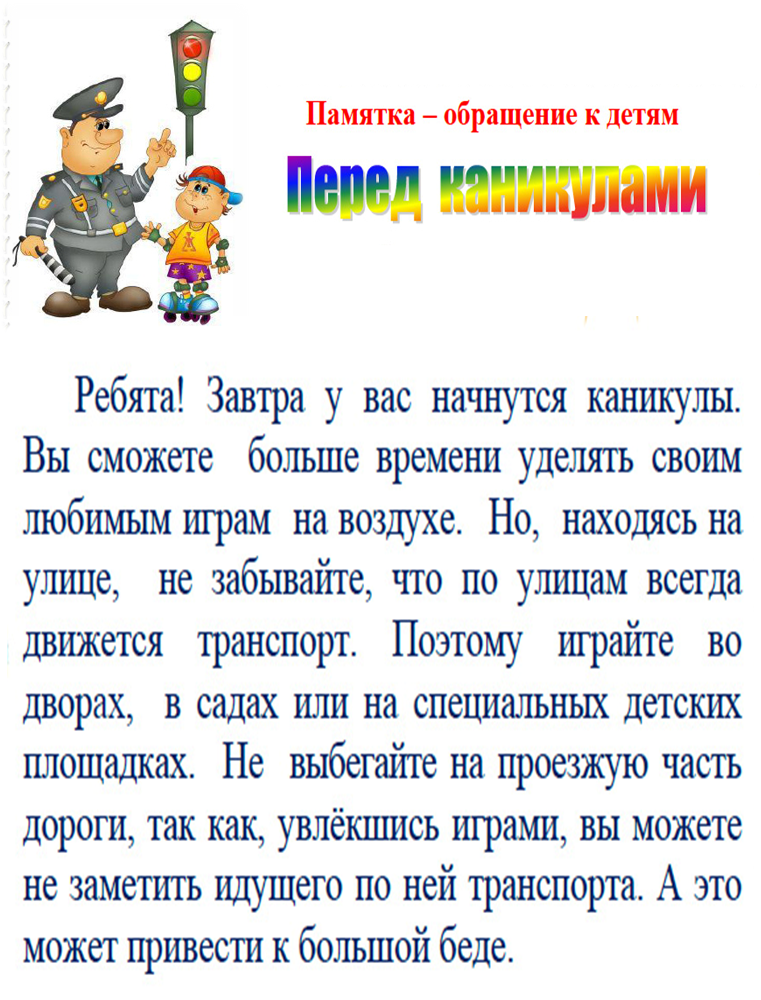 Памятка – обращение к детям
Перед каникулами
Ребята! Завтра у вас начнутся каникулы.
Вы сможете больше времени уделять своим
любимым играм на воздухе. Но, находясь на
улице, не забывайте, что по улицам всегда
движется транспорт. Поэтому играйте во
дворах, в садах или на специальных детских
площадках. Не выбегайте на проезжую часть
дороги, так как, увлёкшись играми, вы можете
не заметить идущего по ней транспорта. А это
может привести к большой беде.